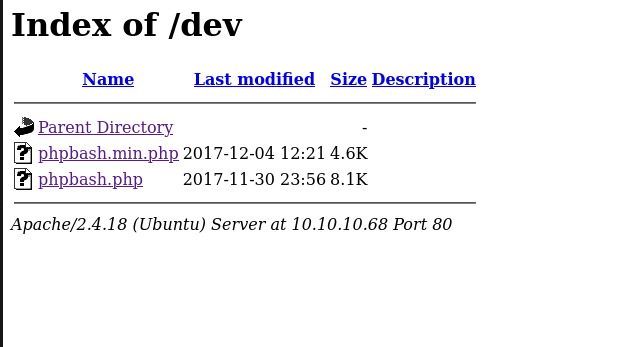 Index of /dev
Name Last modified Size Description
Parent Directory -
phpbash.min.php 2017-12-04 12:21 4.6K
phpbash.php 2017-11-30 23:56 8.1K
Apache/2.4.18 (Ubuntu) Server at 10.10.10.68 Port 80